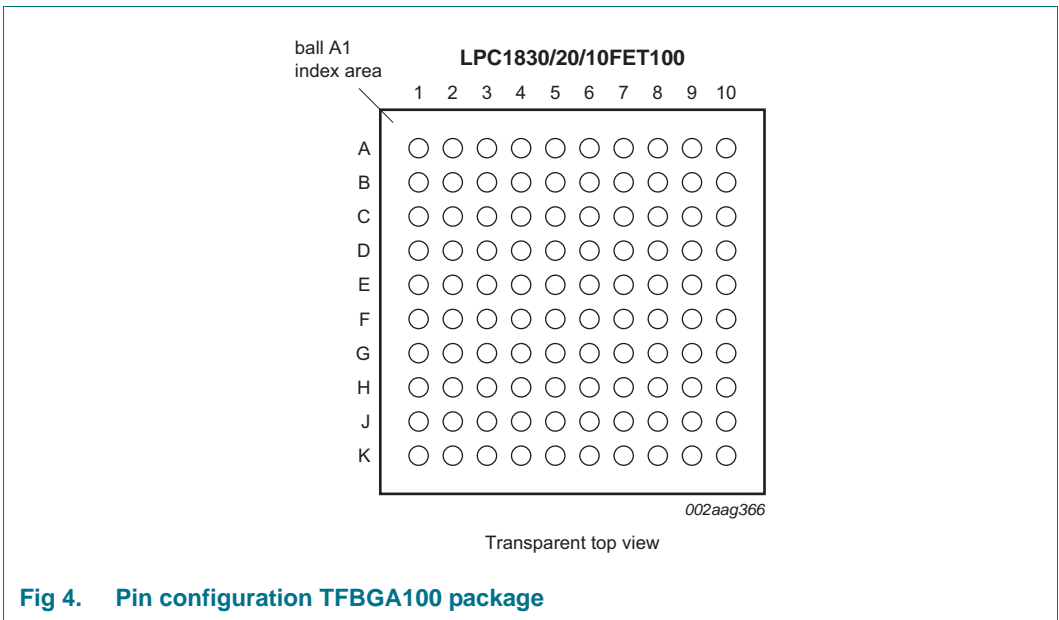 ball A1
index area
LPC1830/20/10FET100
1 2 3 4 5 6 7 8 9 10
A
B
C
D
E
F
G
H
J
K
002aag366
Transparent top view
Fig 4. Pin configuration TFBGA100 package